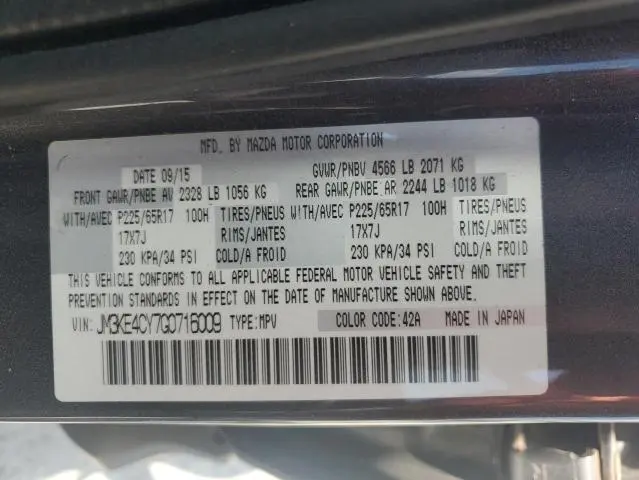 MFD. BY MAZDA MOTOR CORPORATION
DATE 09/15 GVWR/PNBV 4566 LB 2071 KG
FRONT GAWR/PNBE AV 2328 LB 1056 KG REAR GAWR/PNBE AR 2244 LB 1018 KG
WITH/AVEC P225/65R17 100H TIRES/PNEUS WITH/AVEC P225/65R17 100H TIRES/PNEUS
17X7J RIMS/JANTES 17X7J RIMS/JANTES
230 KPA/34 PSI COLD/A FROID 230 KPA/34 PSI COLD/A FROID
THIS VEHICLE CONFORMS TO ALL APPLICABLE FEDERAL MOTOR VEHICLE SAFETY AND THEFT
PREVENTION STANDARDS IN EFFECT ON THE DATE OF MANUFACTURE SHOWN ABOVE.
VIN: JM3KE4CY7G0716009 TYPE:MPV COLOR CODE:42A MADE IN JAPAN